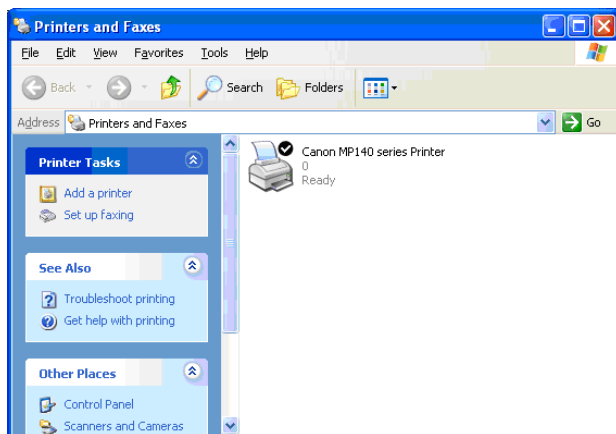 Printers and Faxes
File Edit View Favorites Tools Help
Back Search Folders
Address Printers and Faxes Go
Printer Tasks
Add a printer
Set up faxing
See Also
Troubleshoot printing
Get help with printing
Other Places
Control Panel
Scanners and Cameras
Canon MP140 series Printer
0
Ready